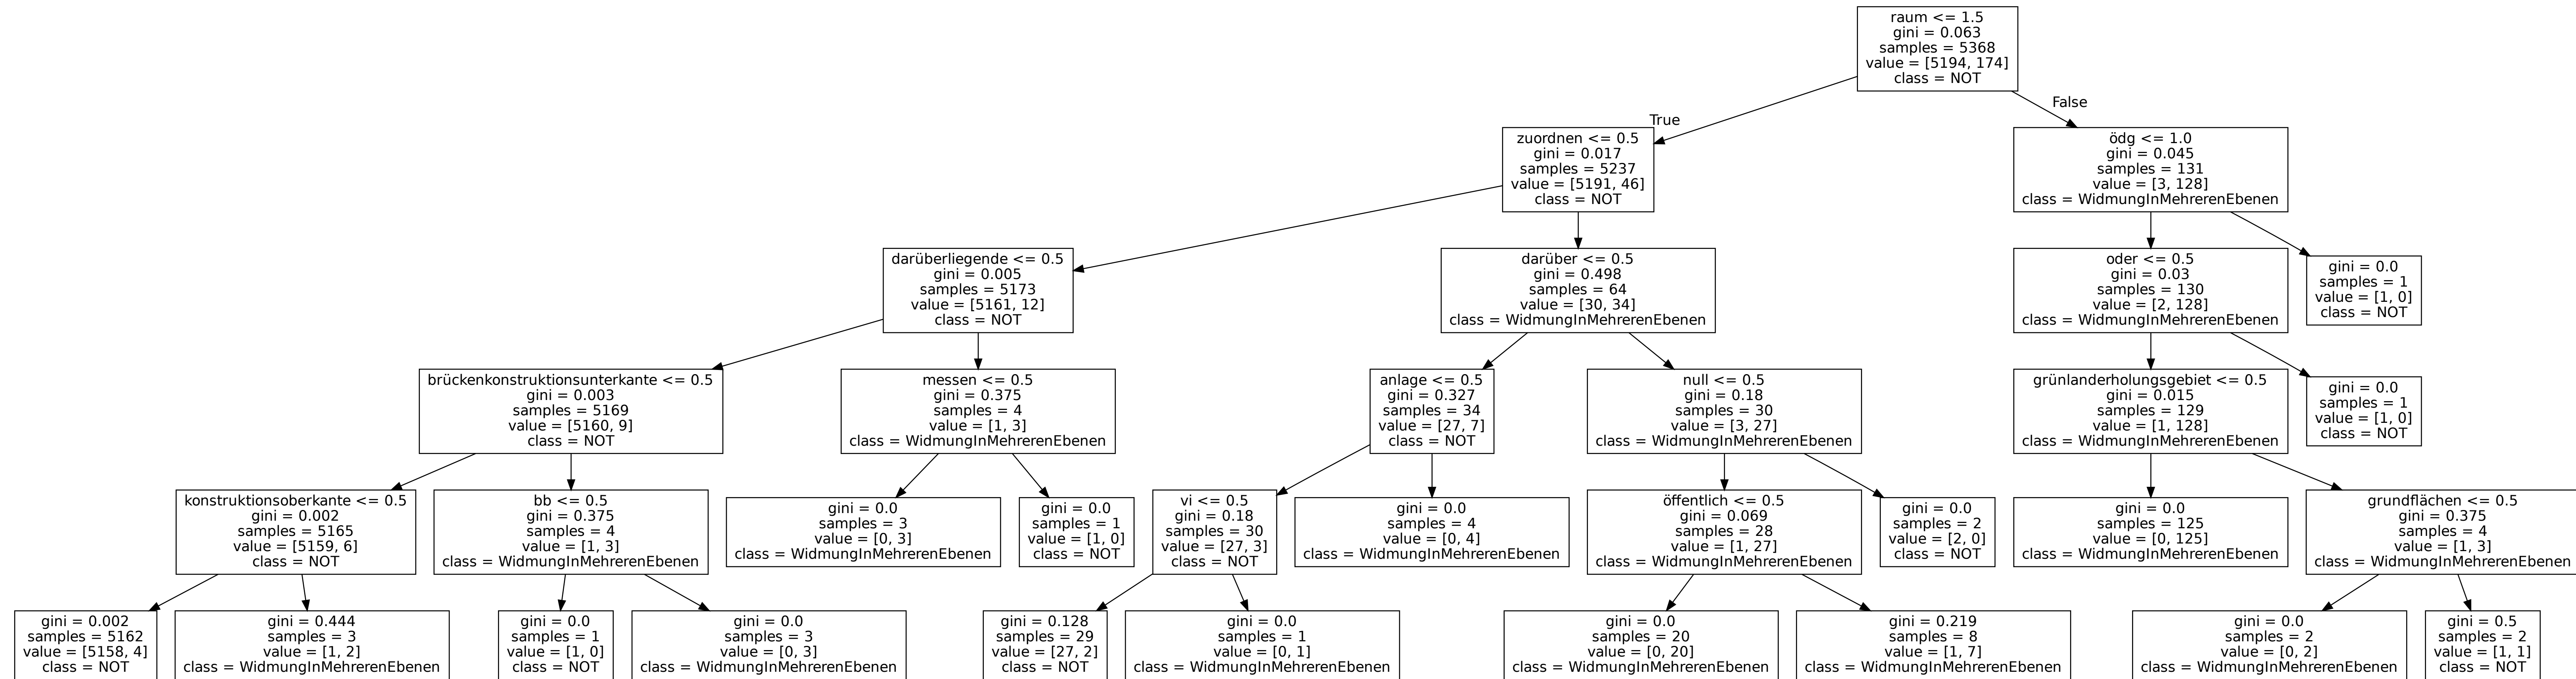 raum <= 1.5
gini = 0.063
samples = 5368
value = [5194, 174]
class = NOT
True
False
zuordnen <= 0.5
gini = 0.017
samples = 5237
value = [5191, 46]
class = NOT
ödg <= 1.0
gini = 0.045
samples = 131
value = [3, 128]
class = WidmungInMehrerenEbenen
darüberliegende <= 0.5
gini = 0.005
samples = 5173
value = [5161, 12]
class = NOT
darüber <= 0.5
gini = 0.498
samples = 64
value = [30, 34]
class = WidmungInMehrerenEbenen
oder <= 0.5
gini = 0.03
samples = 130
value = [2, 128]
class = WidmungInMehrerenEbenen
gini = 0.0
samples = 1
value = [1, 0]
class = NOT
brückenkonstruktionsunterkante <= 0.5
gini = 0.003
samples = 5169
value = [5160, 9]
class = NOT
messen <= 0.5
gini = 0.375
samples = 4
value = [1, 3]
class = WidmungInMehrerenEbenen
anlage <= 0.5
gini = 0.327
samples = 34
value = [27, 7]
class = NOT
null <= 0.5
gini = 0.18
samples = 30
value = [3, 27]
class = WidmungInMehrerenEbenen
grünlanderholungsgebiet <= 0.5
gini = 0.015
samples = 129
value = [1, 128]
class = WidmungInMehrerenEbenen
gini = 0.0
samples = 1
value = [1, 0]
class = NOT
konstruktionsoberkante <= 0.5
gini = 0.002
samples = 5165
value = [5159, 6]
class = NOT
bb <= 0.5
gini = 0.375
samples = 4
value = [1, 3]
class = WidmungInMehrerenEbenen
gini = 0.0
samples = 3
value = [0, 3]
class = WidmungInMehrerenEbenen
gini = 0.0
samples = 1
value = [1, 0]
class = NOT
vi <= 0.5
gini = 0.18
samples = 30
value = [27, 3]
class = NOT
gini = 0.0
samples = 4
value = [0, 4]
class = WidmungInMehrerenEbenen
öffentlich <= 0.5
gini = 0.069
samples = 28
value = [1, 27]
class = WidmungInMehrerenEbenen
gini = 0.0
samples = 2
value = [2, 0]
class = NOT
gini = 0.0
samples = 125
value = [0, 125]
class = WidmungInMehrerenEbenen
grundflächen <= 0.5
gini = 0.375
samples = 4
value = [1, 3]
class = WidmungInMehrerenEbenen
gini = 0.002
samples = 5162
value = [5158, 4]
class = NOT
gini = 0.444
samples = 3
value = [1, 2]
class = WidmungInMehrerenEbenen
gini = 0.0
samples = 1
value = [1, 0]
class = NOT
gini = 0.0
samples = 3
value = [0, 3]
class = WidmungInMehrerenEbenen
gini = 0.128
samples = 29
value = [27, 2]
class = NOT
gini = 0.0
samples = 1
value = [0, 1]
class = WidmungInMehrerenEbenen
gini = 0.0
samples = 20
value = [0, 20]
class = WidmungInMehrerenEbenen
gini = 0.219
samples = 8
value = [1, 7]
class = WidmungInMehrerenEbenen
gini = 0.0
samples = 2
value = [0, 2]
class = WidmungInMehrerenEbenen
gini = 0.5
samples = 2
value = [1, 1]
class = NOT